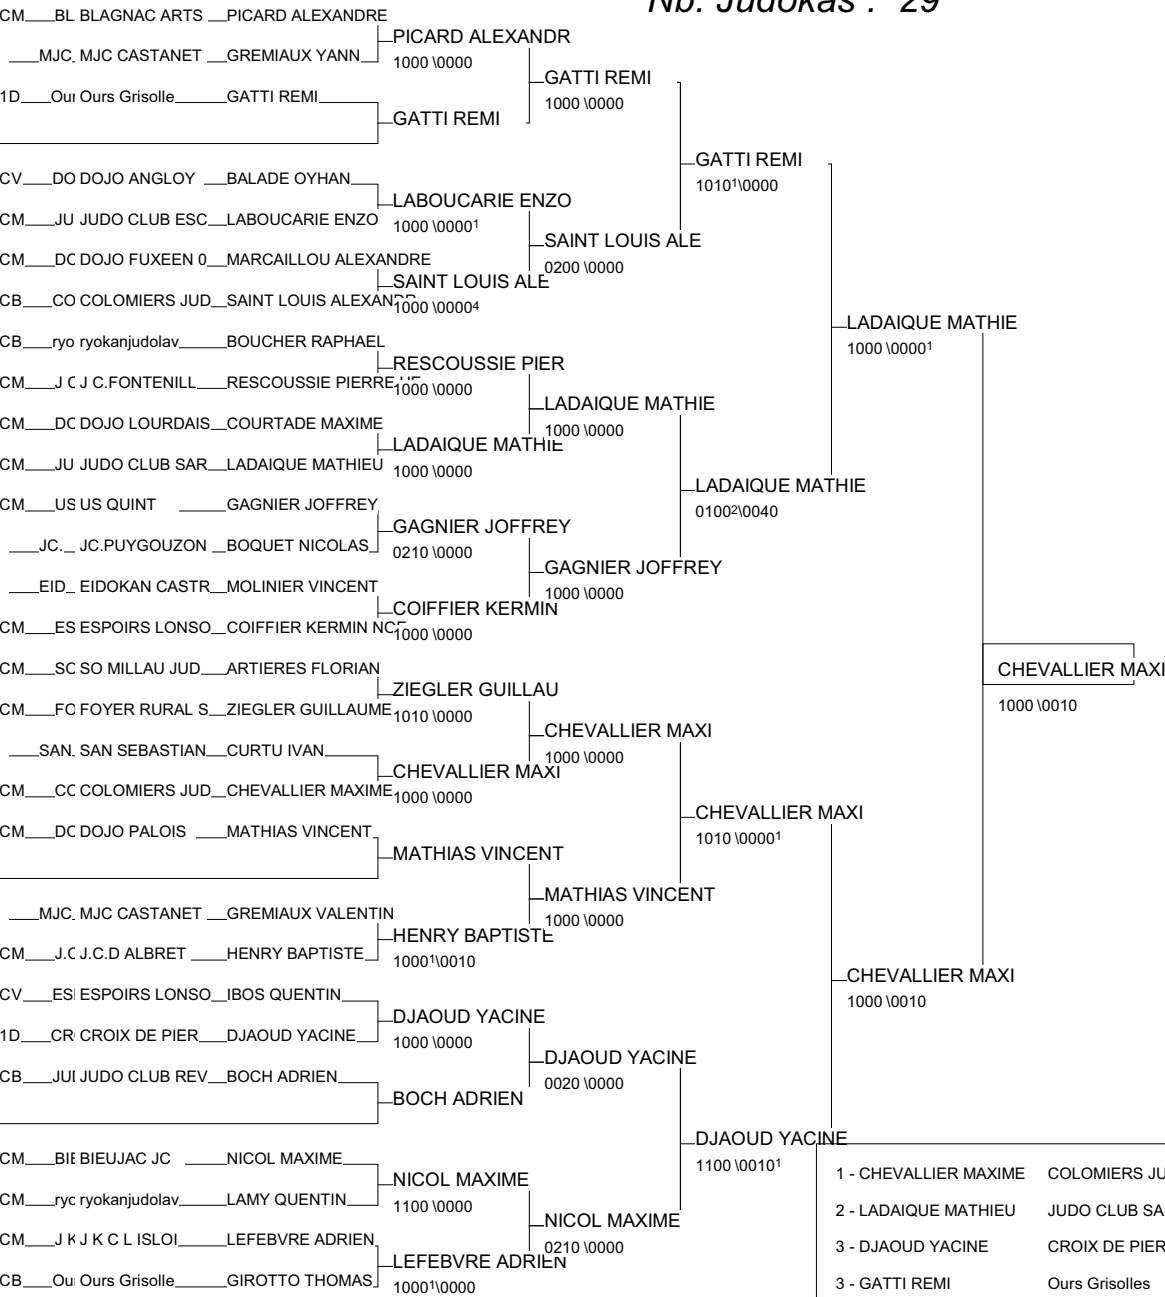 Nb. Judokas : 29
CM BL BLAGNAC ARTS PICARD ALEXANDRE
PICARD ALEXANDR
MJC MJC CASTANET GREMIAUX YANN
1000 \0000
GATTI REMI
1D Our Ours Grisolle GATTI REMI
1000 \0000
GATTI REMI
GATTI REMI
1010¹\0000
CV DO DOJO ANGLOY BALADE OYHAN
LABOUCARIE ENZO
CM JU JUDO CLUB ESC LABOUCARIE ENZO
1000 \0000¹
SAINT LOUIS ALE
0200 \0000
CM DO DOJO FUXEEN 0 MARCAILLOU ALEXANDRE
SAINT LOUIS ALE
CB CO COLOMIERS JUD SAINT LOUIS ALEXANDR
1000 \0000⁴
LADAIQUE MATHIE
1000 \0000¹
CB ryo ryokanjudolav BOUCHER RAPHAEL
RESCOUSSIE PIER
CM J C J C.FONTENILL RESCOUSSIE PIERRE
1000 \0000
LADAIQUE MATHIE
1000 \0000
CM DO DOJO LOURDAIS COURTADE MAXIME
LADAIQUE MATHIE
CM JU JUDO CLUB SAR LADAIQUE MATHIEU
1000 \0000
LADAIQUE MATHIE
0100²\0040
CM US US QUINT GAGNIER JOFFREY
GAGNIER JOFFREY
JC. JC.PUYGOUZON BOQUET NICOLAS
0210 \0000
GAGNIER JOFFREY
1000 \0000
EID EIDOKAN CASTR MOLINIER VINCENT
COIFFIER KERMIN
CM ES ESPOIRS LONSO COIFFIER KERMIN NOE
1000 \0000
CHEVALLIER MAXI
1000 \0010
CM SO SO MILLAU JUD ARTIERES FLORIAN
ZIEGLER GUILLAU
CM FO FOYER RURAL S ZIEGLER GUILLAUME
1010 \0000
CHEVALLIER MAXI
1000 \0000
SAN SAN SEBASTIAN CURTU IVAN
CHEVALLIER MAXI
CM CO COLOMIERS JUD CHEVALLIER MAXIME
1000 \0000
CHEVALLIER MAXI
1010 \0000¹
CM DO DOJO PALOIS MATHIAS VINCENT
MATHIAS VINCENT
MATHIAS VINCENT
1000 \0000
MJC MJC CASTANET GREMIAUX VALENTIN
HENRY BAPTISTE
CM J.C J.C.D ALBRET HENRY BAPTISTE
1000¹\0010
CHEVALLIER MAXI
1000 \0010
CV ESI ESPOIRS LONSO IBOS QUENTIN
DJAOUD YACINE
1D CR CROIX DE PIER DJAOUD YACINE
1000 \0000
DJAOUD YACINE
0020 \0000
CB JUI JUDO CLUB REV BOCH ADRIEN
BOCH ADRIEN
DJAOUD YACINE
1100 \0010¹
CM BIE BIEUJAC JC NICOL MAXIME
NICOL MAXIME
CM ryo ryokanjudolav LAMY QUENTIN
1100 \0000
NICOL MAXIME
0210 \0000
CM J K J K C L ISLOI LEFEBVRE ADRIEN
LEFEBVRE ADRIEN
CB Ou Ours Grisolle GIROTTO THOMAS
1000¹\0000
1 - CHEVALLIER MAXIME COLOMIERS JU
2 - LADAIQUE MATHIEU JUDO CLUB SA
3 - DJAOUD YACINE CROIX DE PIER
3 - GATTI REMI Ours Grisolles